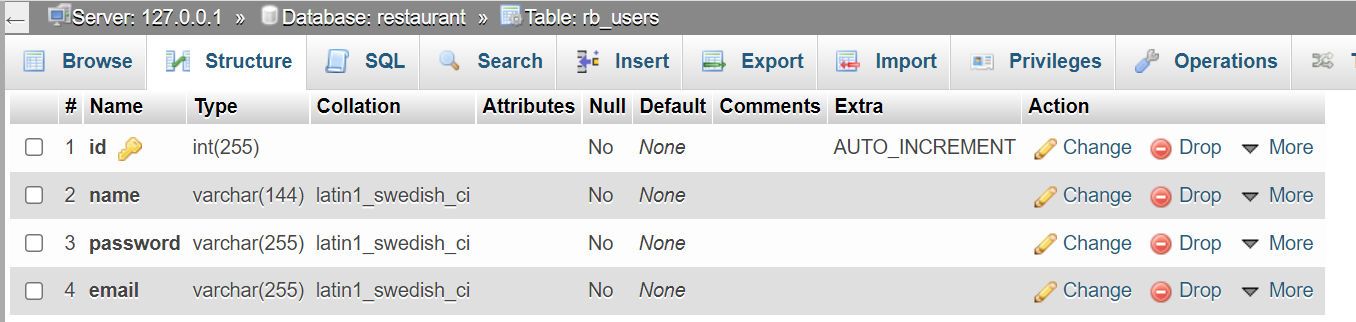 ← Server: 127.0.0.1 » Database: restaurant » Table: rb_users
Browse Structure SQL Search Insert Export Import Privileges Operations T
# Name Type Collation Attributes Null Default Comments Extra Action
1 id int(255) No None AUTO_INCREMENT Change Drop More
2 name varchar(144) latin1_swedish_ci No None Change Drop More
3 password varchar(255) latin1_swedish_ci No None Change Drop More
4 email varchar(255) latin1_swedish_ci No None Change Drop More